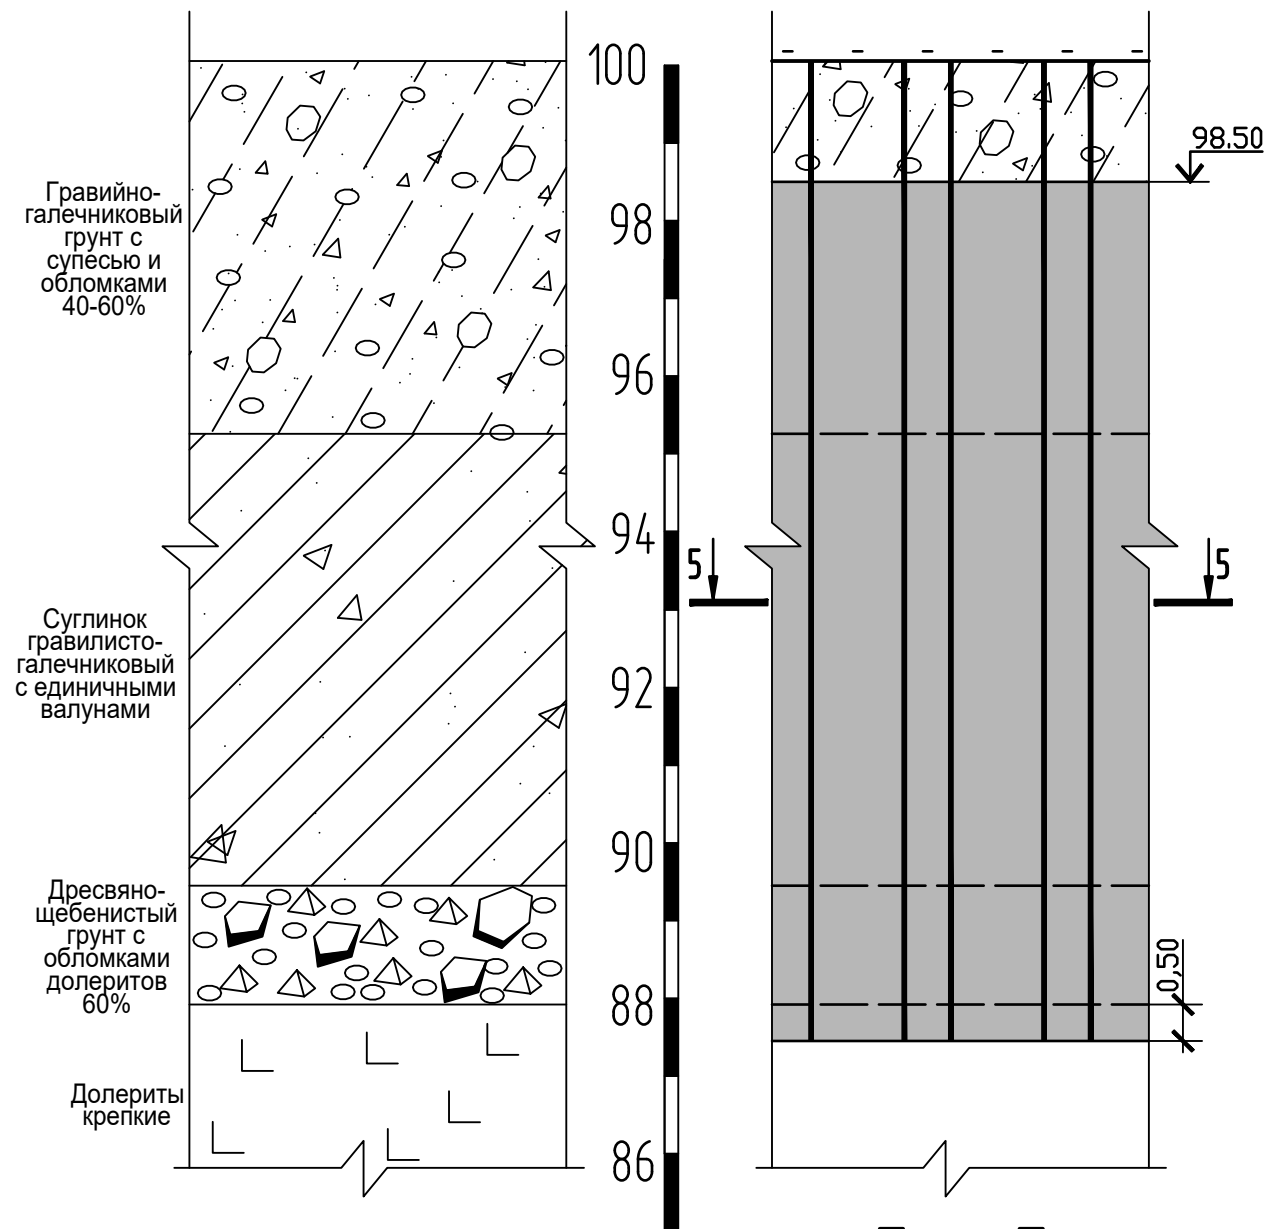 Гравийно-
галечниковый
грунт с
супесью и
обломками
40-60%
Суглинок
гравилисто-
галечниковый
с единичными
валунами
Дресвяно-
щебенистый
грунт с
обломками
долеритов
60%
Долериты
крепкие
100
98
96
94
92
90
88
86
98.50
5
5
0,50